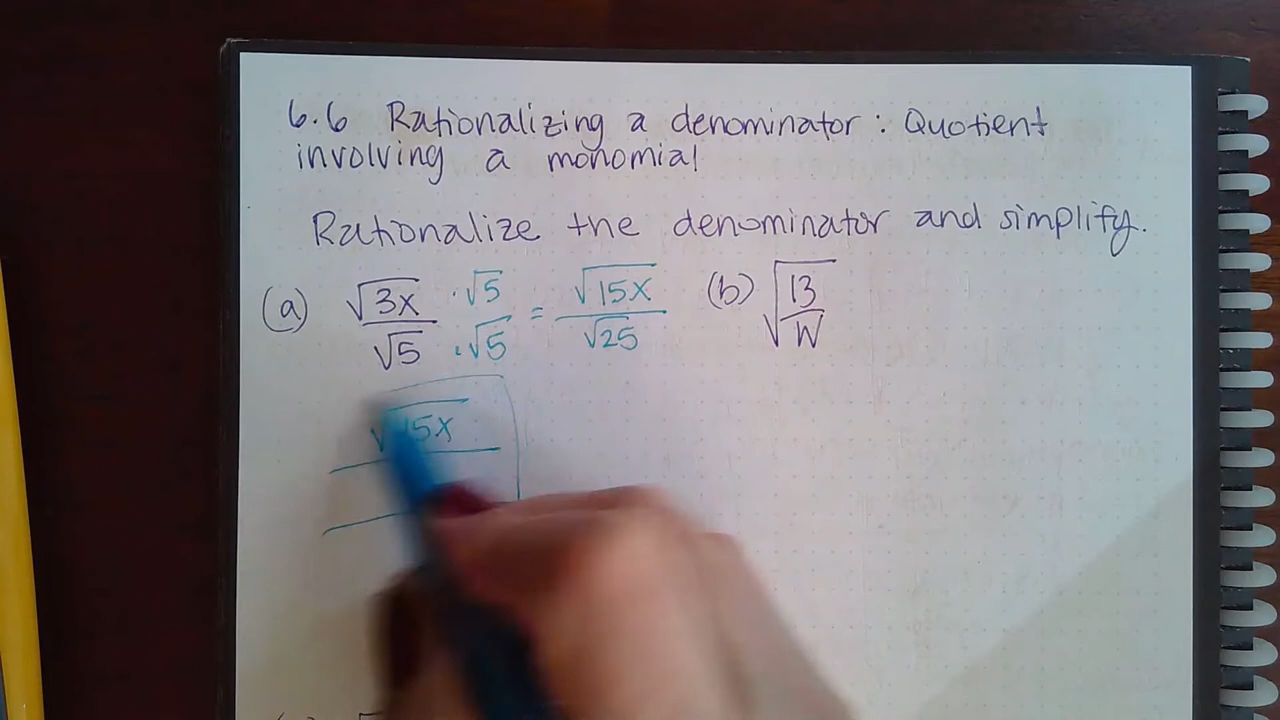 6.6 Rationalizing a denominator: Quotient
involving a monomial
Rationalize the denominator and simplify.
(a) √3x/√5 ·√5/·√5 = √15x/√25 (b) √13/W
√15x